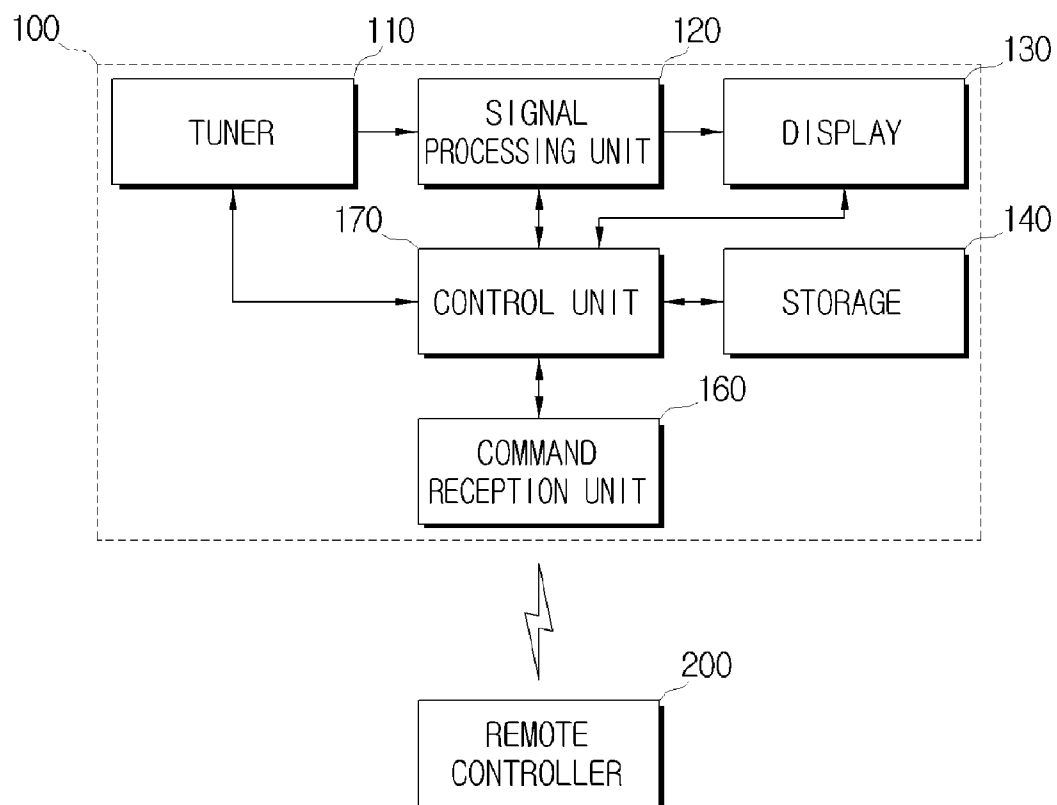 100
110
120
130
TUNER
SIGNAL
PROCESSING UNIT
DISPLAY
170
140
CONTROL UNIT
STORAGE
160
COMMAND
RECEPTION UNIT
200
REMOTE
CONTROLLER